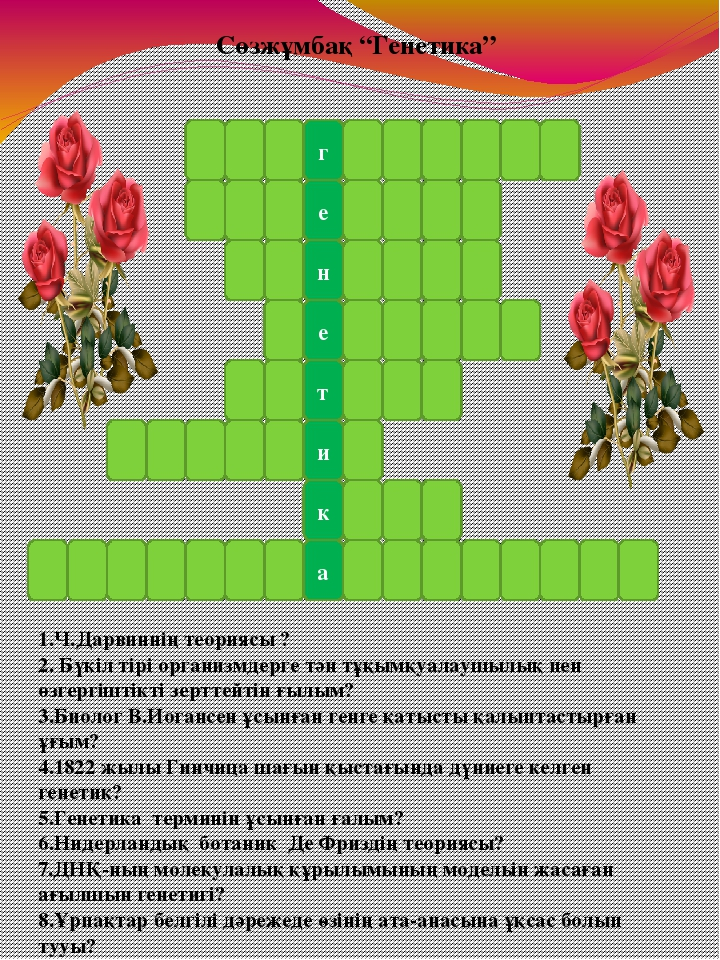 Сөзжұмбақ “Генетика”
г
е
н
е
т
и
к
а
1.Ч.Дарвиннің теориясы ?
2. Бүкіл тірі организмдерге тән тұқымқуалаушылық пен
өзгергіштікті зерттейтін ғылым?
3.Биолог В.Иогансен ұсынған генге қатысты қалыптастырған
ұғым?
4.1822 жылы Гинчица шағын қыстағында дүниеге келген
генетик?
5.Генетика терминін ұсынған ғалым?
6.Нидерландық ботаник Де Фриздің теориясы?
7.ДНҚ-ның молекулалық құрылымының модельін жасаған
ағылшын генетигі?
8.Ұрпақтар белгілі дәрежеде өзінің ата-анасына ұқсас болып
тууы?